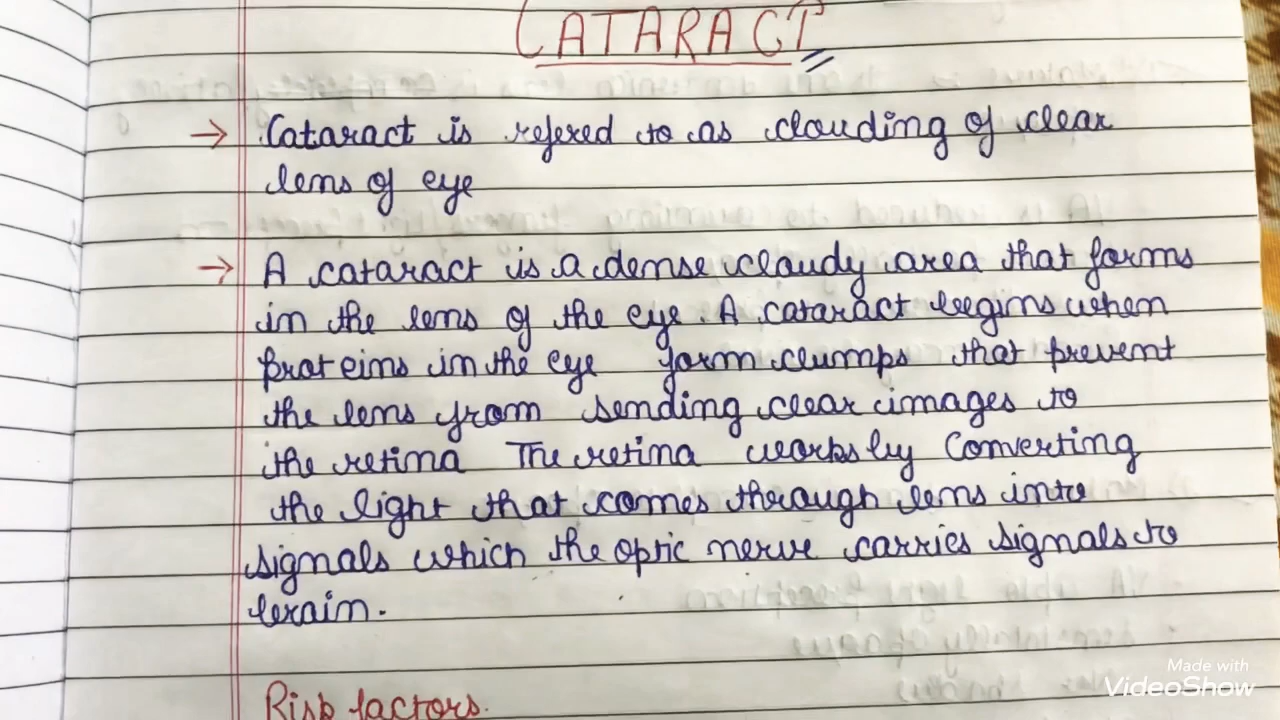 CATARACT
→ Cataract is refered to as clouding of clear
lens of eye
→ A cataract is a dense cloudy area that forms
in the lens of the eye. A cataract begins when
proteins in the eye form clumps that prevent
the lens from sending clear images to
the retina The retina works by Converting
the light that comes through lens into
signals which the optic nerve carries signals to
brain.
Risk factors.
Made with
VideoShow